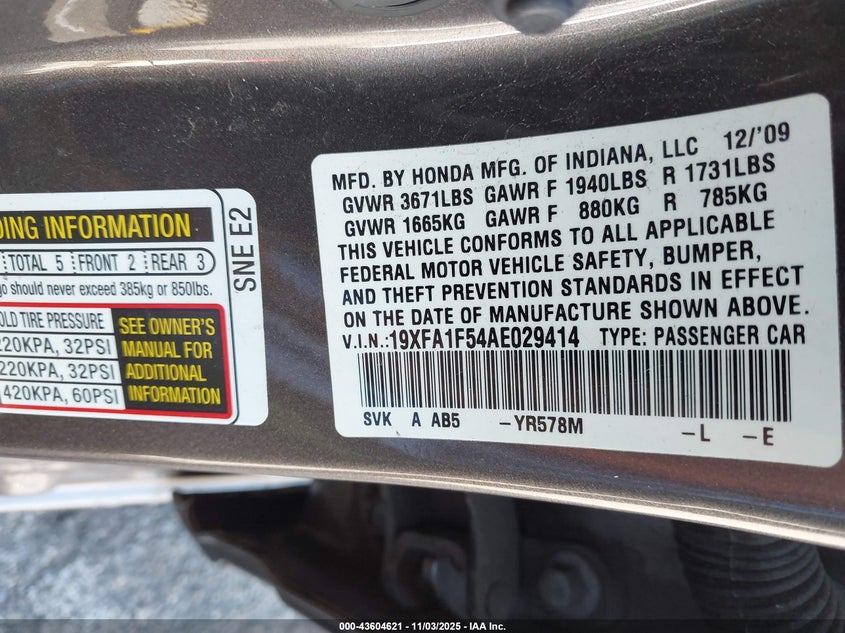 DING INFORMATION
TOTAL 5 FRONT 2 REAR 3
go should never exceed 385kg or 850lbs.
OLD TIRE PRESSURE
220KPA, 32PSI
220KPA, 32PSI
420KPA, 60PSI
SEE OWNER'S
MANUAL FOR
ADDITIONAL
INFORMATION
SNE E2
MFD. BY HONDA MFG. OF INDIANA, LLC 12/'09
GVWR 3671LBS GAWR F 1940LBS R 1731LBS
GVWR 1665KG GAWR F 880KG R 785KG
THIS VEHICLE CONFORMS TO ALL APPLICABLE
FEDERAL MOTOR VEHICLE SAFETY, BUMPER,
AND THEFT PREVENTION STANDARDS IN EFFECT
ON THE DATE OF MANUFACTURE SHOWN ABOVE.
V.I.N.:19XFA1F54AE029414 TYPE: PASSENGER CAR
SVK A AB5 -YR578M -L -E
000-43604621 - 11/03/2025 - IAA Inc.